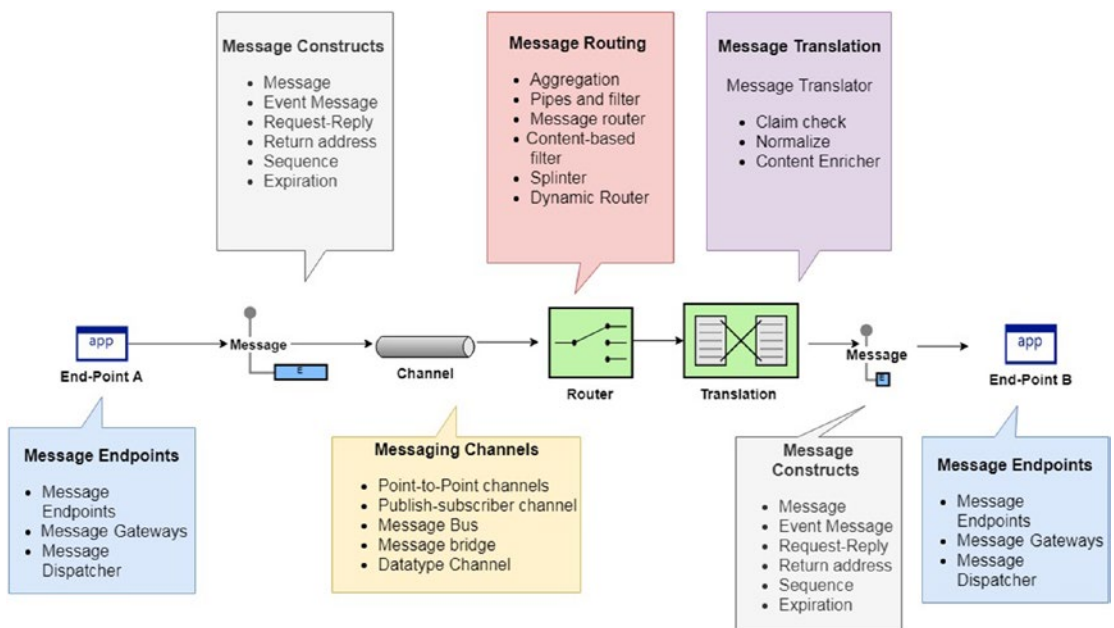 Message Constructs
Message
Event Message
Request-Reply
Return address
Sequence
Expiration
Message Routing
Aggregation
Pipes and filter
Message router
Content-based
filter
Splinter
Dynamic Router
Message Translation
Message Translator
Claim check
Normalize
Content Enricher
app
End-Point A
Message
E
Channel
Router
Translation
Message
E
app
End-Point B
Message Endpoints
Message
Endpoints
Message Gateways
Message
Dispatcher
Messaging Channels
Point-to-Point channels
Publish-subscriber channel
Message Bus
Message bridge
Datatype Channel
Message
Constructs
Message
Event Message
Request-Reply
Return address
Sequence
Expiration
Message Endpoints
Message
Endpoints
Message Gateways
Message
Dispatcher